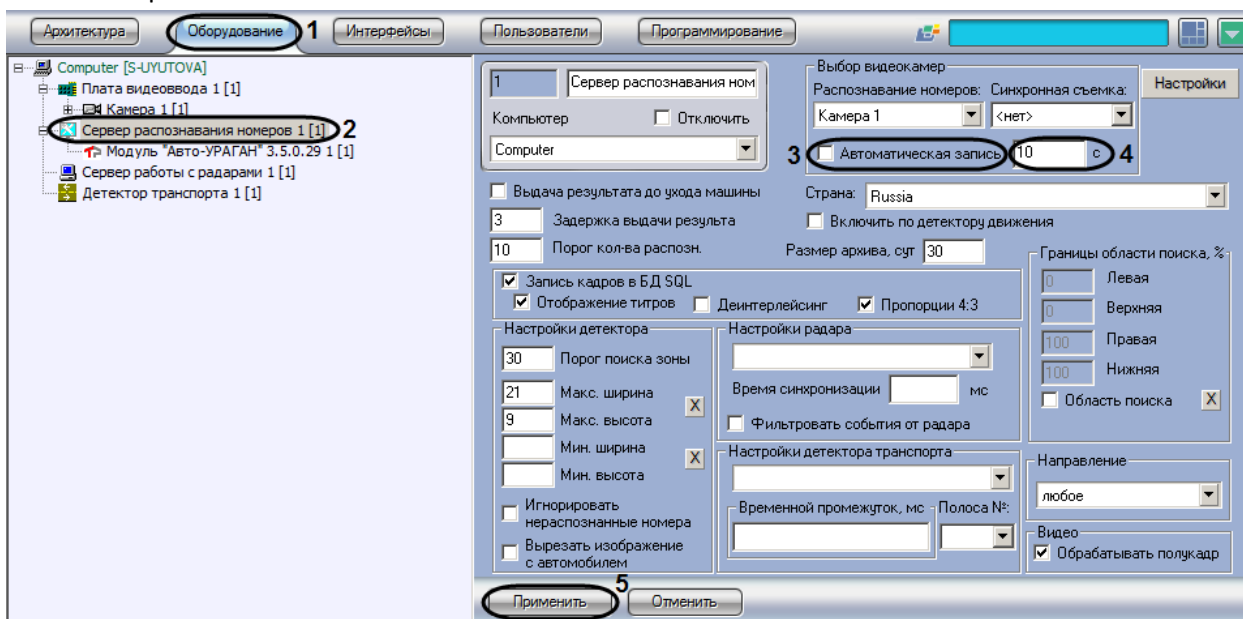 Архитектура Оборудование 1 Интерфейсы Пользователи Программирование
Computer [S-UYUTOVA]
Плата видеоввода 1 [1]
Камера 1 [1]
Сервер распознавания номеров 1 [1] 2
Модуль "Авто-УРАГАН" 3.5.0.29 1 [1]
Сервер работы с радарами 1 [1]
Детектор транспорта 1 [1]
1 Сервер распознавания ном
Компьютер Отключить
Computer
Выбор видеокамер
Распознавание номеров: Синхронная съемка:
Камера 1 <нет>
3 Автоматическая запись 10 с 4
Настройки
Выдача результата до ухода машины
Страна: Russia
3 Задержка выдачи результа
Включить по детектору движения
10 Порог кол-ва распозн.
Размер архива, сут 30
Запись кадров в БД SQL
Отображение титров Деинтерлейсинг Пропорции 4:3
Границы области поиска, %
0 Левая
0 Верхняя
100 Правая
100 Нижняя
Область поиска X
Настройки детектора
30 Порог поиска зоны
21 Макс. ширина
X
9 Макс. высота
Мин. ширина
X
Мин. высота
Игнорировать
нераспознанные номера
Вырезать изображение
с автомобилем
Настройки радара
Время синхронизации мс
Фильтровать события от радара
Настройки детектора транспорта
Временной промежуток, мс Полоса №:
Направление
любое
Видео
Обрабатывать полукадр
5
Применить Отменить